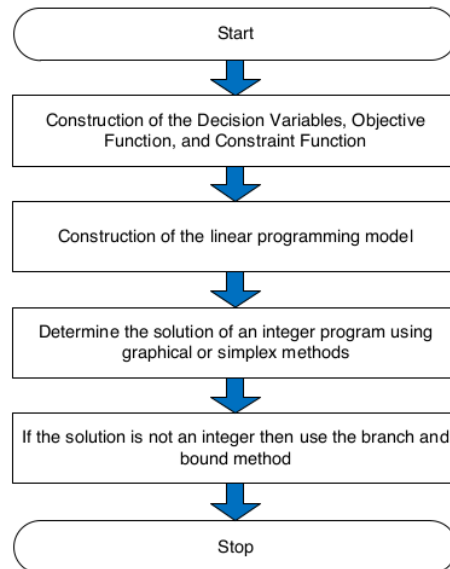 Start
Construction of the Decision Variables, Objective
Function, and Constraint Function
Construction of the linear programming model
Determine the solution of an integer program using
graphical or simplex methods
If the solution is not an integer then use the branch and
bound method
Stop